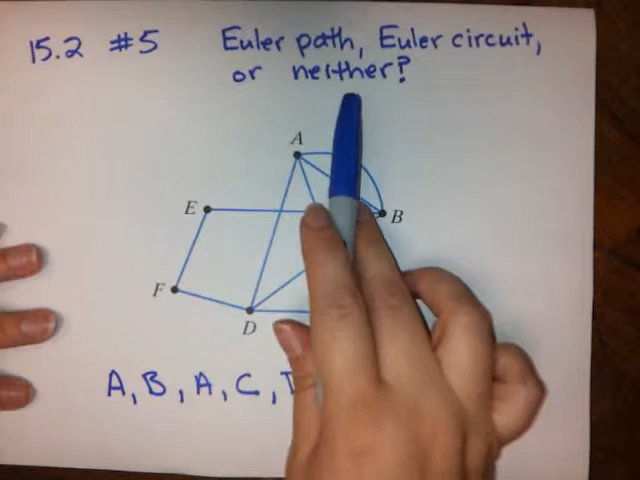 15.2 #5 Euler path, Euler circuit,
or neither?
A
E
B
F
D
A, B, A, C,